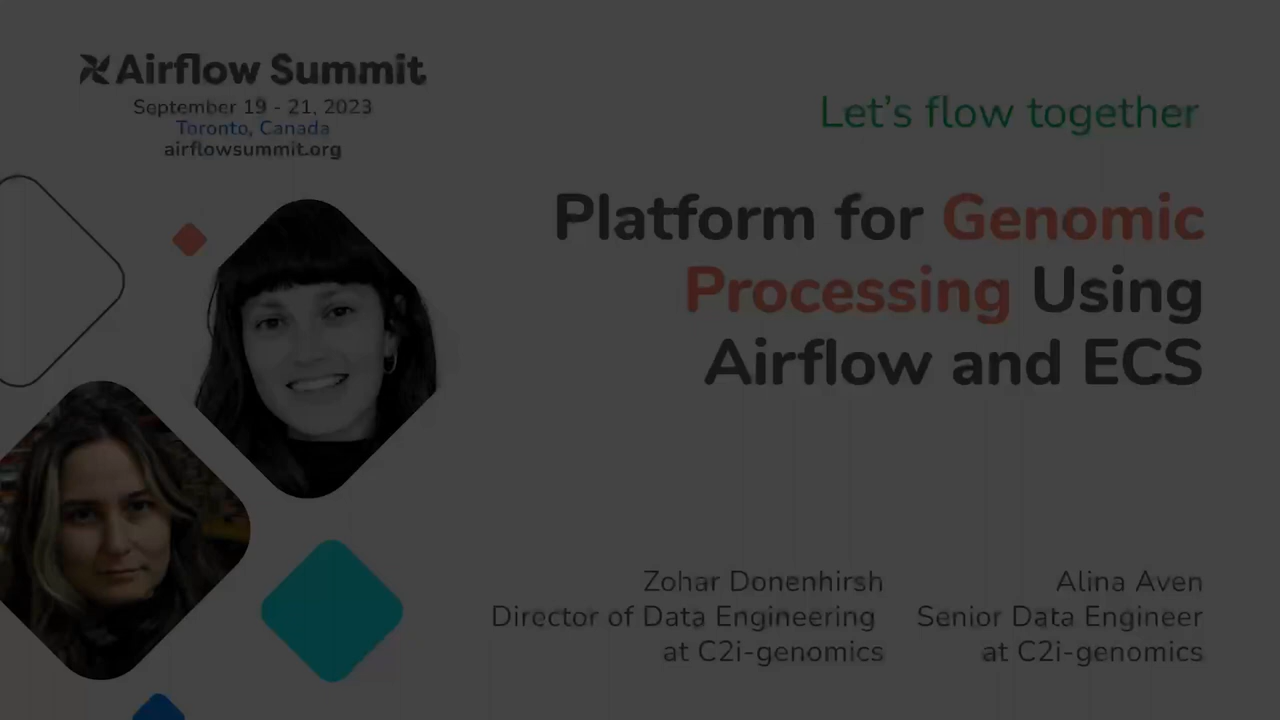 Airflow Summit
September 19 - 21, 2023
Toronto, Canada
airflowsummit.org
Let's flow together
Platform for Genomic
Processing Using
Airflow and ECS
Zohar Donenhirsh
Director of Data Engineering
at C2i-genomics
Alina Aven
Senior Data Engineer
at C2i-genomics